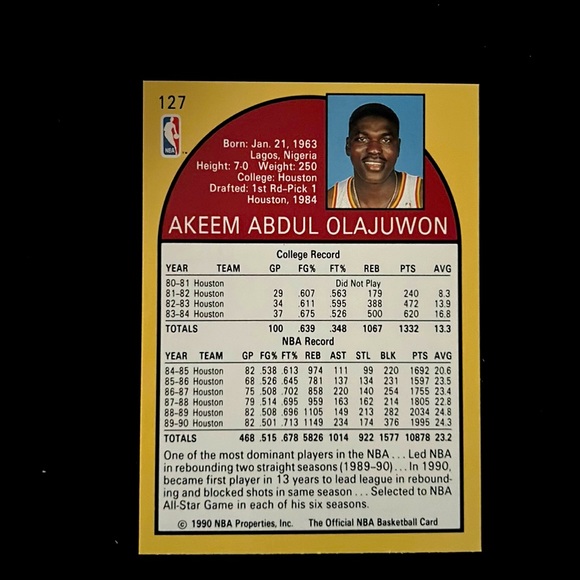 127
NBA
Born: Jan. 21, 1963
Lagos, Nigeria
Height: 7-0 Weight: 250
College: Houston
Drafted: 1st Rd-Pick 1
Houston, 1984
AKEEM ABDUL OLAJUWON
College Record
YEAR TEAM GP FG% FT% REB PTS AVG
80-81 Houston Did Not Play
81-82 Houston 29 .607 .563 179 240 8.3
82-83 Houston 34 .611 .595 388 472 13.9
83-84 Houston 37 .675 .526 500 620 16.8
TOTALS 100 .639 .348 1067 1332 13.3
NBA Record
YEAR TEAM GP FG% FT% REB AST STL BLK PTS AVG
84-85 Houston 82 .538 .613 974 111 99 220 1692 20.6
85-86 Houston 68 .526 .645 781 137 134 231 1597 23.5
86-87 Houston 75 .508 .702 858 220 140 254 1755 23.4
87-88 Houston 79 .514 .695 959 163 162 214 1805 22.8
88-89 Houston 82 .508 .696 1105 149 213 282 2034 24.8
89-90 Houston 82 .501 .713 1149 234 174 376 1995 24.3
TOTALS 468 .515 .678 5826 1014 922 1577 10878 23.2
One of the most dominant players in the NBA . . . Led NBA
in rebounding two straight seasons (1989–90) . . . In 1990,
became first player in 13 years to lead league in rebound-
ing and blocked shots in same season . . . Selected to NBA
All-Star Game in each of his six seasons.
© 1990 NBA Properties, Inc. The Official NBA Basketball Card